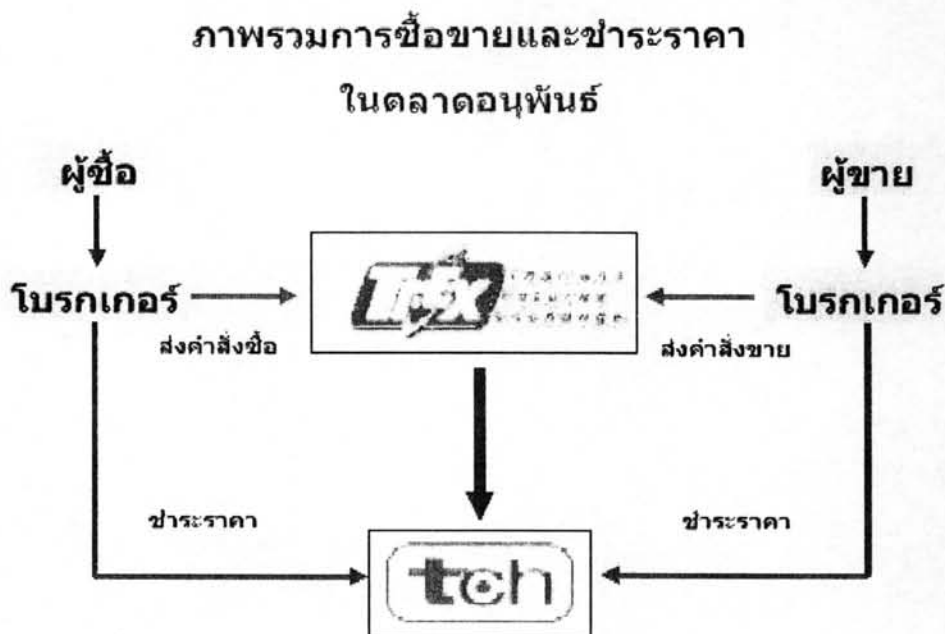 ภาพรวมการซื้อขายและชำระราคา
ในตลาดอนุพันธ์
ผู้ซื้อ
ผู้ขาย
โบรกเกอร์
โบรกเกอร์
ส่งคำสั่งซื้อ
ส่งคำสั่งขาย
ชำระราคา
ชำระราคา
tch